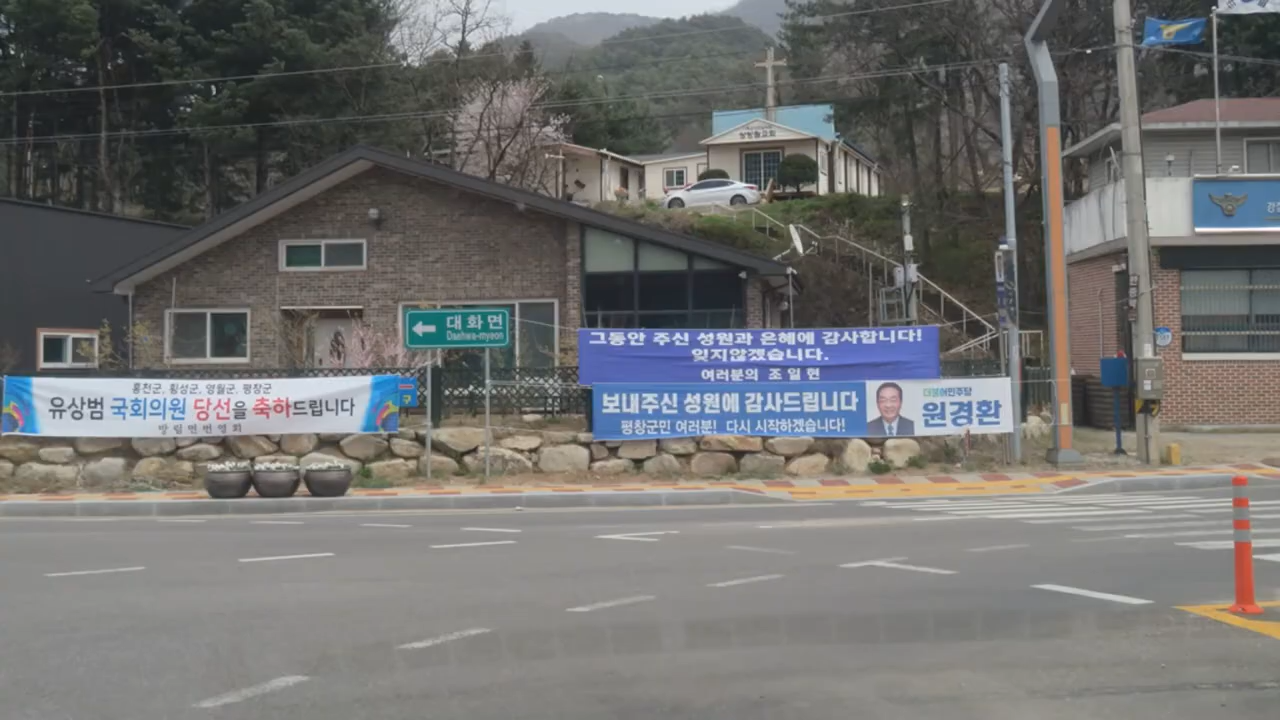 성방림교회
대화면
Daehwa-myeon
그동안 주신 성원과 은혜에 감사합니다!
잊지않겠습니다.
여러분의 조일현
홍천군, 횡성군, 영월군, 평창군
유상범 국회의원 당선을 축하드립니다
방림면번영회
보내주신 성원에 감사드립니다
평창군민 여러분! 다시 시작하겠습니다.
더불어민주당
원경환